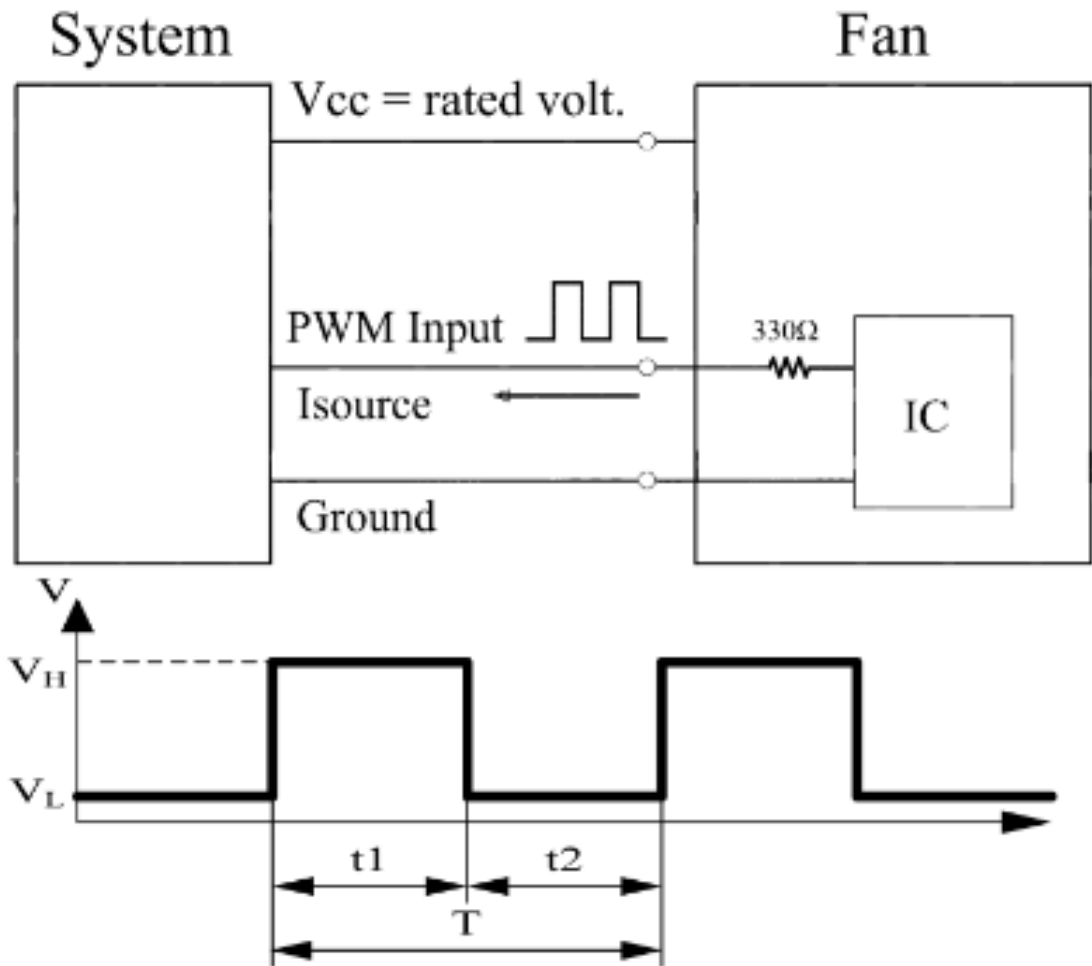 System
Fan
Vcc = rated volt.
PWM Input
330Ω
Isource
IC
Ground
V
VH
VL
t1
t2
T